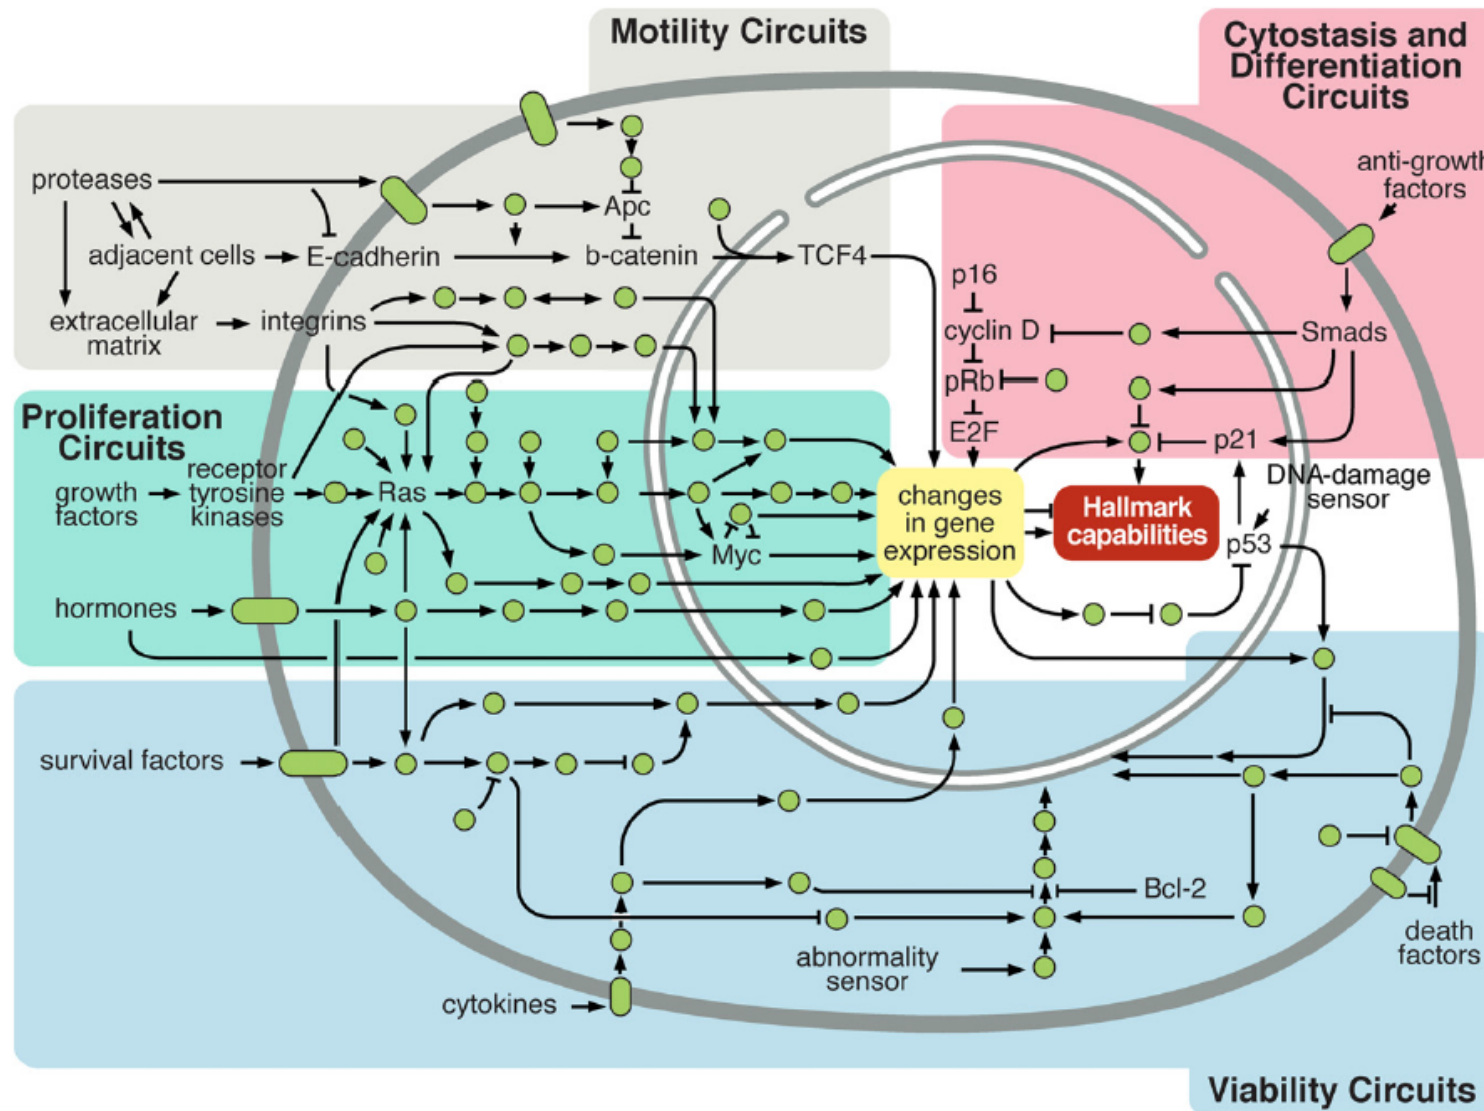 Motility Circuits
Cytostasis and
Differentiation
Circuits
anti-growth
factors
proteases
Apc
adjacent cells
E-cadherin
b-catenin
TCF4
p16
extracellular
matrix
integrins
cyclin D
Smads
pRb
E2F
p21
Proliferation
Circuits
growth
factors
receptor
tyrosine
kinases
Ras
Myc
changes
in gene
expression
Hallmark
capabilities
DNA-damage
sensor
p53
hormones
survival factors
Bcl-2
abnormality
sensor
death
factors
cytokines
Viability Circuits